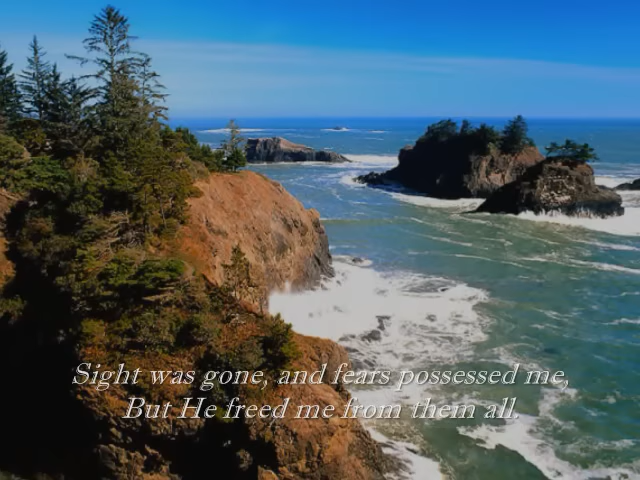 Sight was gone, and fears possessed me,
But He freed me from them all.